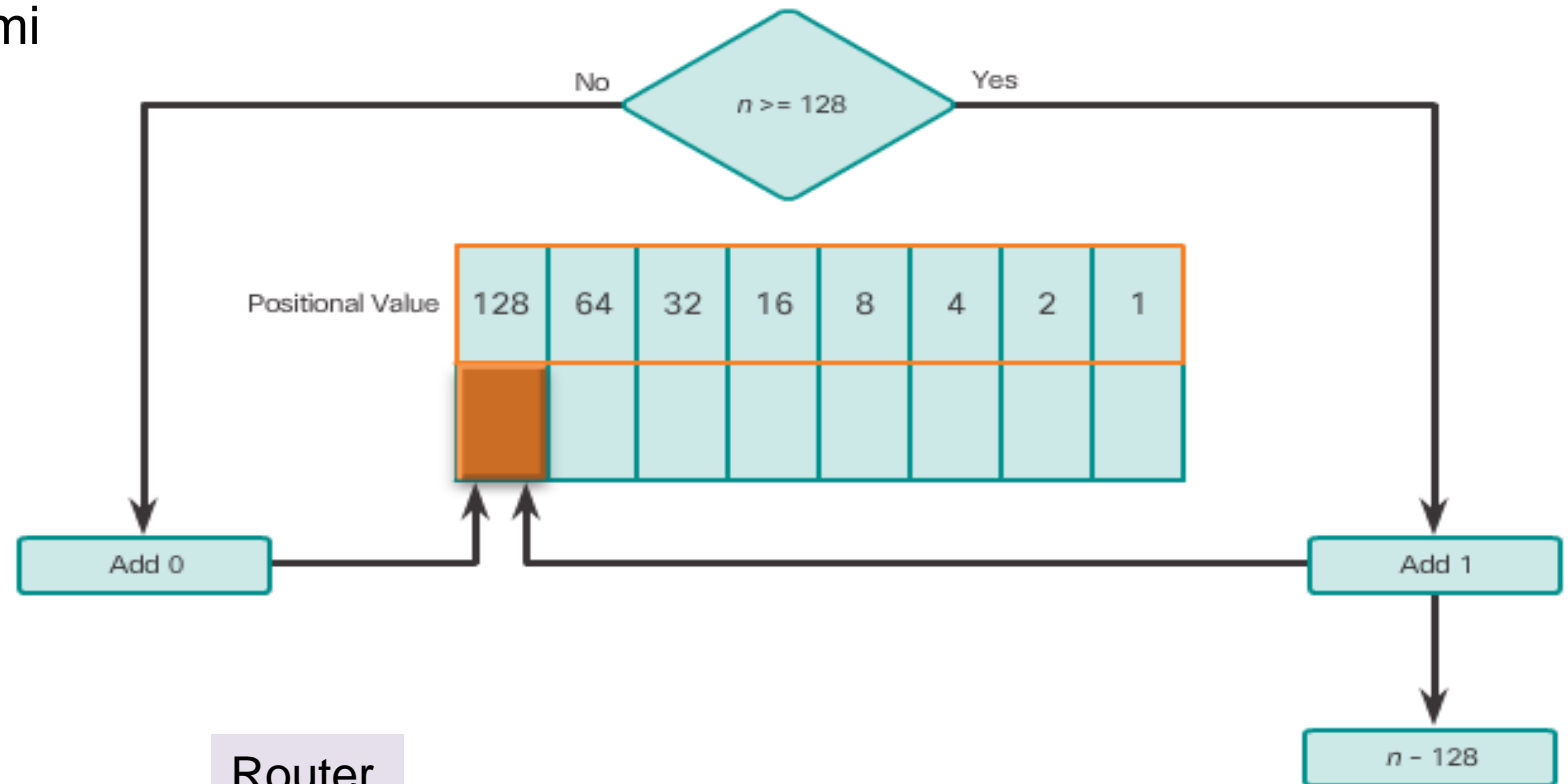 mi
No
Yes
n >= 128
Positional Value 128 64 32 16 8 4 2 1
Add 0
Add 1
n - 128
Router